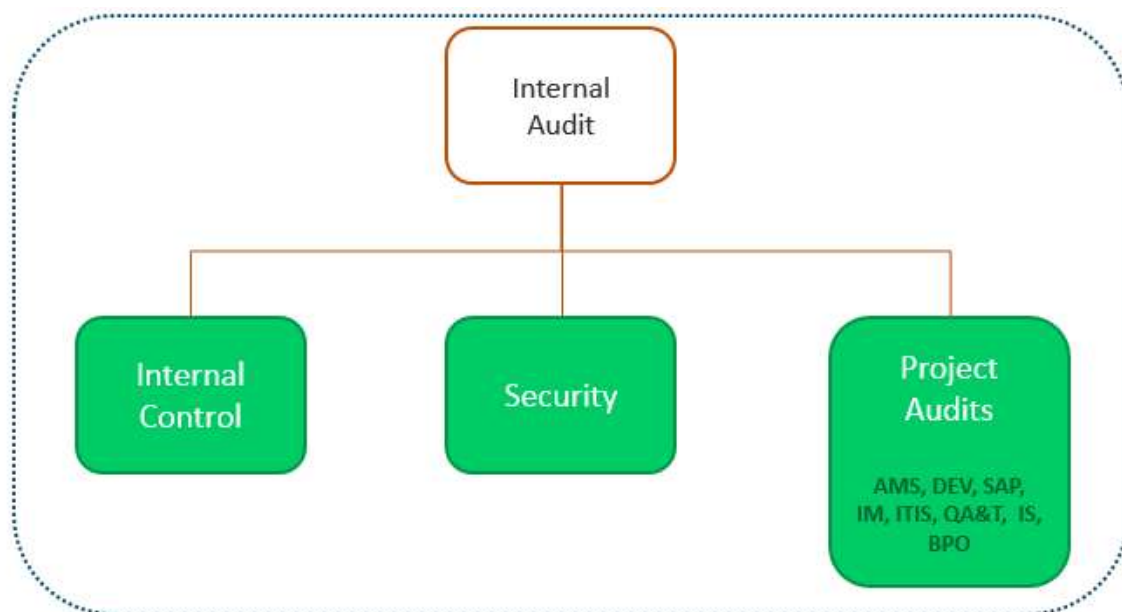 Internal
Audit
Internal
Control
Security
Project
Audits
AMS, DEV, SAP,
IM, ITIS, QA&T, IS,
BPO